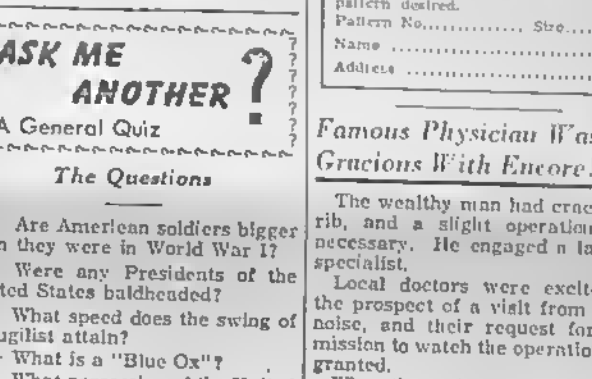 ASK ME
ANOTHER ?
A General Quiz
The Questions
Are American soldiers bigger
they were in World War I?
Were any Presidents of the
ted States baldheaded?
What speed does the swing of
ugilist attain?
What is a "Blue Ox"?
pattern desired.
Pattern No............., Size....
Name
Address
Famous Physician Was
Gracious With Encore
The wealthy man had crac
rib, and a slight operation
necessary. He engaged a la
specialist.
Local doctors were excite
the prospect of a visit from
noise, and their request for
mission to watch the operatio
granted.